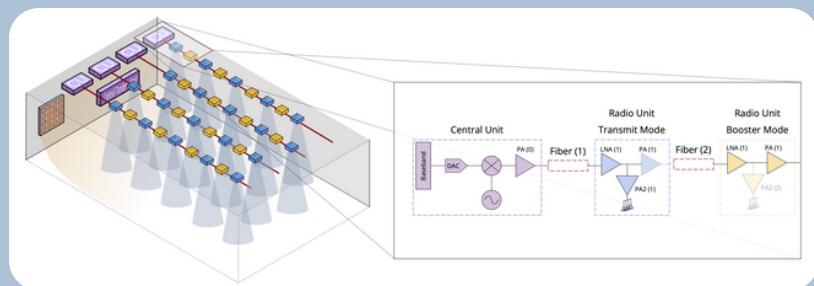 Central Unit
Baseband
DAC
PA (0)
Fiber (1)
Radio Unit
Transmit Mode
LNA (1)
PA (1)
PA2 (1)
Fiber (2)
Radio Unit
Booster Mode
LNA (1)
PA (1)
PA2 (2)